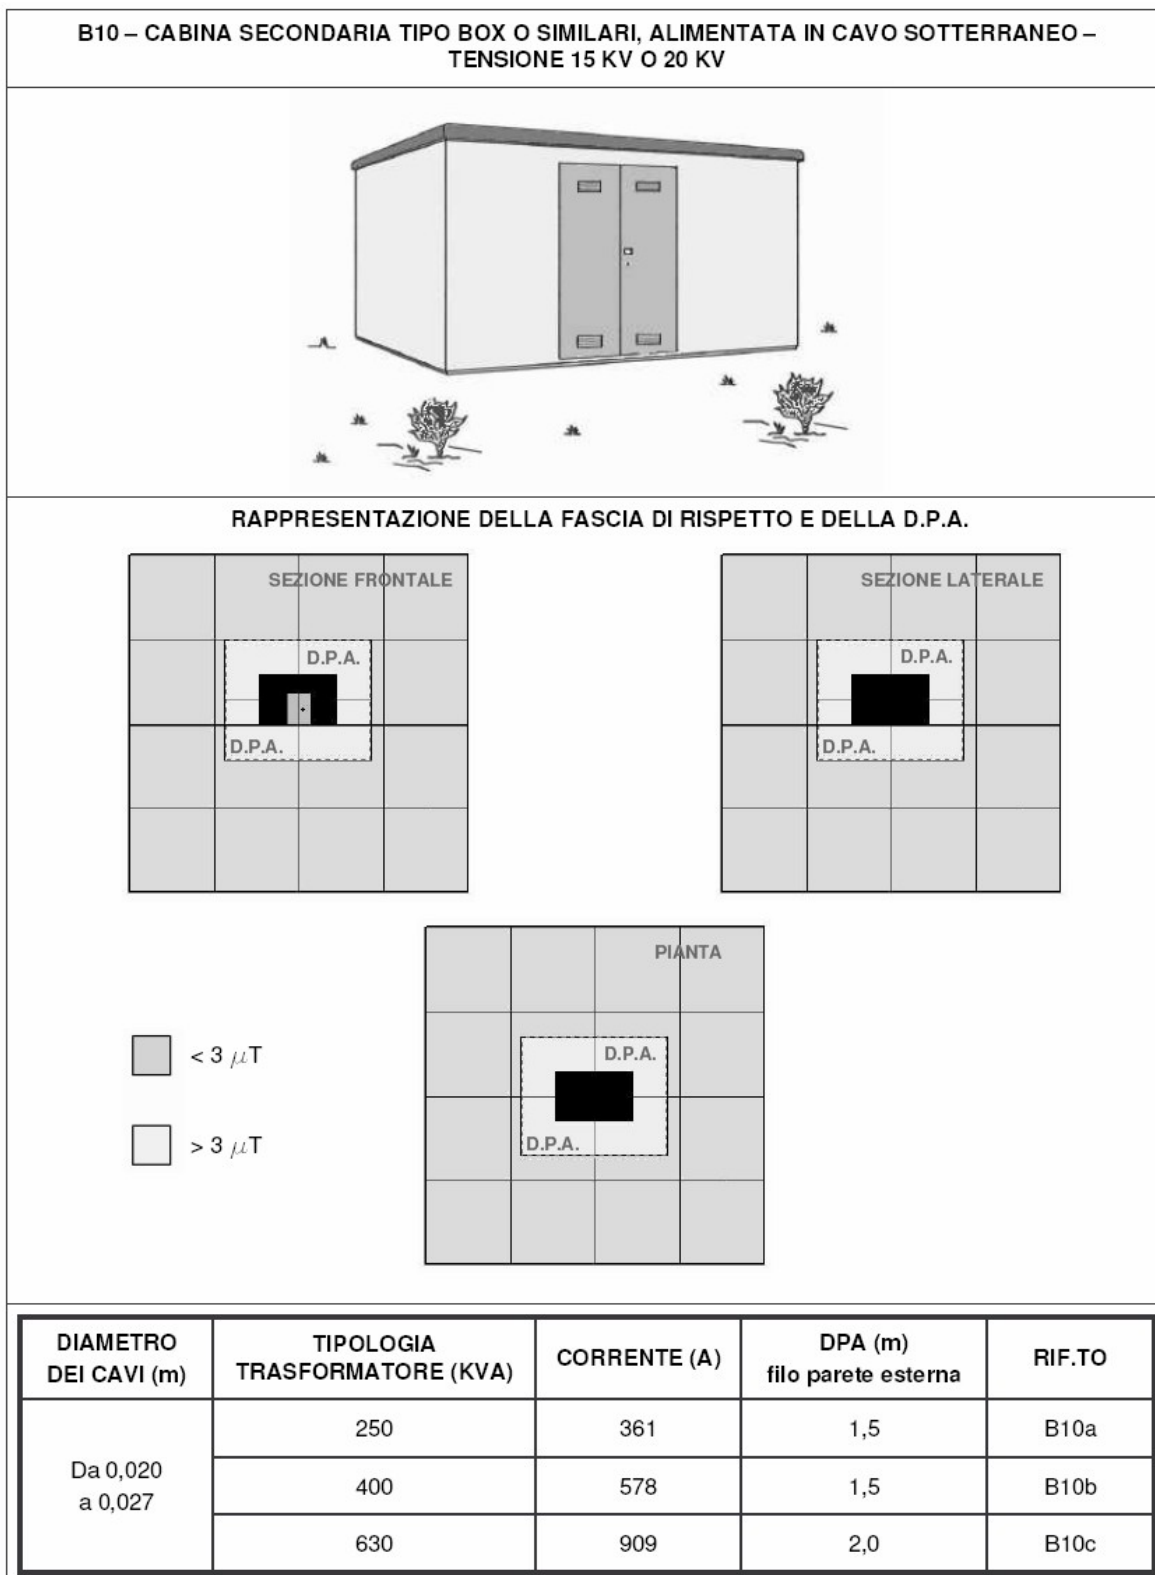 B10 – CABINA SECONDARIA TIPO BOX O SIMILARI, ALIMENTATA IN CAVO SOTTERRANEO –
TENSIONE 15 KV O 20 KV
RAPPRESENTAZIONE DELLA FASCIA DI RISPETTO E DELLA D.P.A.
SEZIONE FRONTALE
D.P.A.
D.P.A.
SEZIONE LATERALE
D.P.A.
D.P.A.
PIANTA
D.P.A.
D.P.A.
< 3 μT
> 3 μT
DIAMETRO
DEI CAVI (m)
TIPOLOGIA
TRASFORMATORE (KVA)
CORRENTE (A)
DPA (m)
filo parete esterna
RIF.TO
Da 0,020
a 0,027
250
361
1,5
B10a
400
578
1,5
B10b
630
909
2,0
B10c